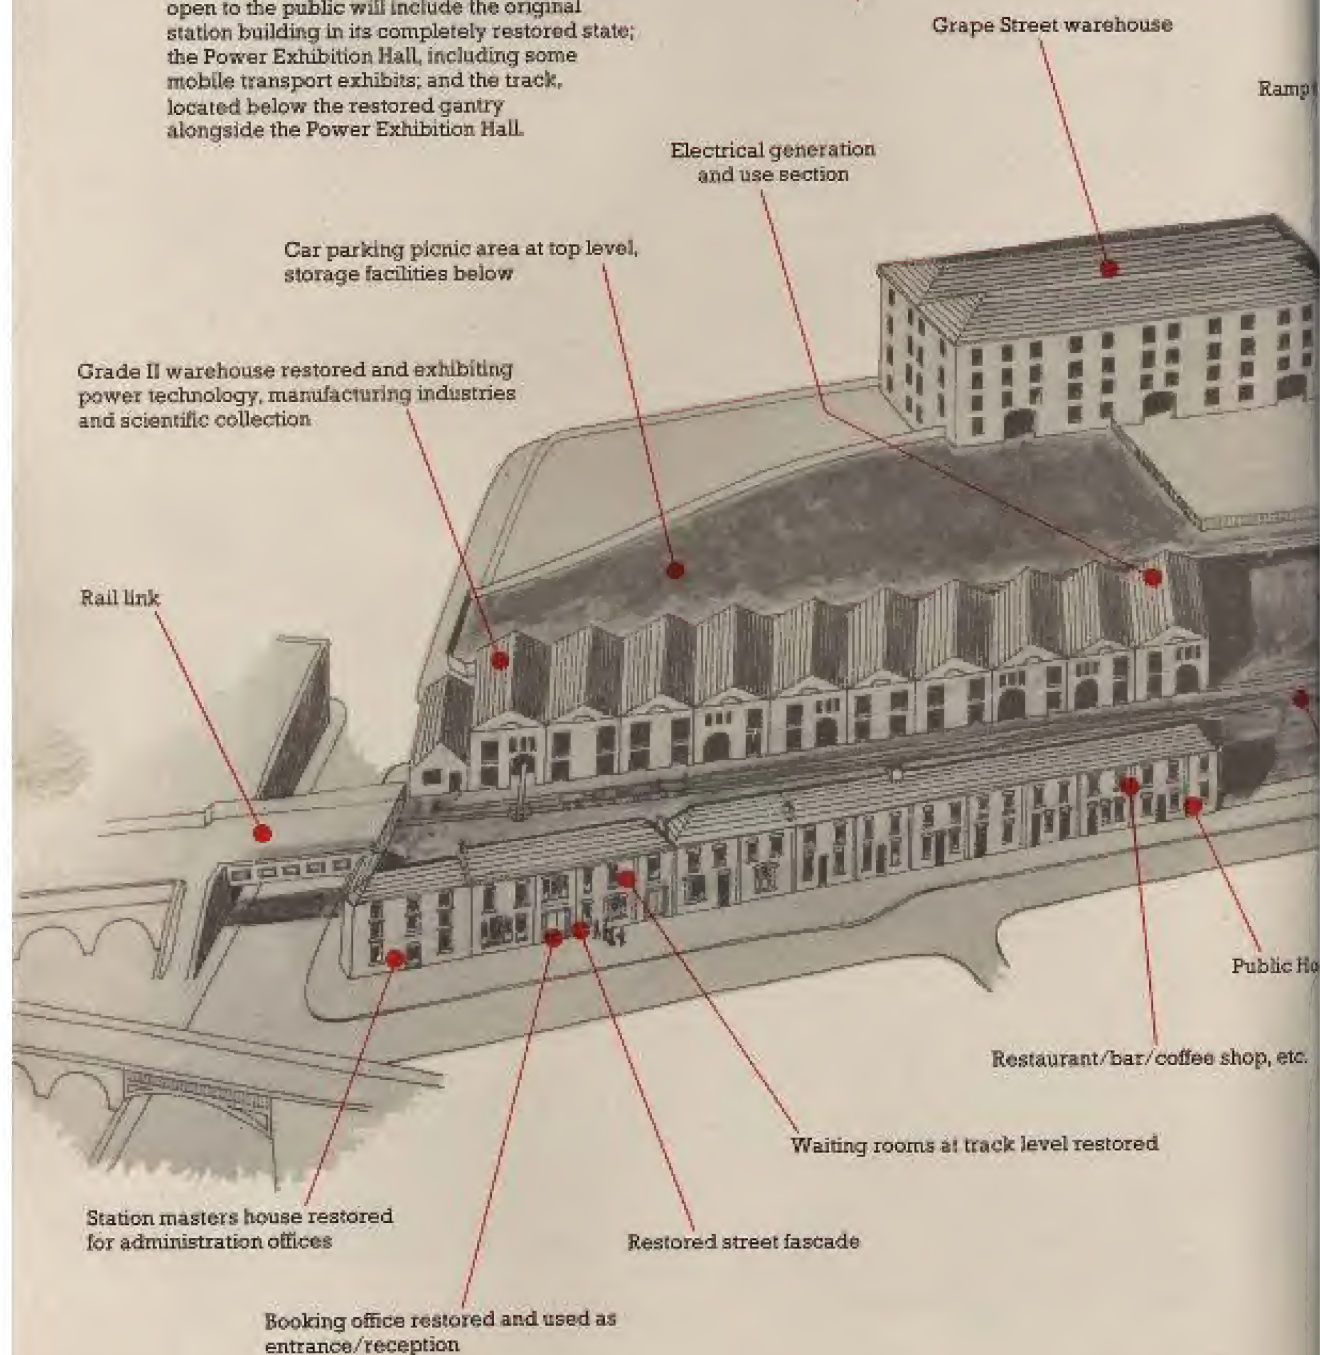 open to the public will include the original
station building in its completely restored state;
the Power Exhibition Hall, including some
mobile transport exhibits; and the track,
located below the restored gantry
alongside the Power Exhibition Hall.
Grape Street warehouse
Ramp
Electrical generation
and use section
Car parking picnic area at top level,
storage facilities below
Grade II warehouse restored and exhibiting
power technology, manufacturing industries
and scientific collection
Rail link
Public Ho
Restaurant/bar/coffee shop, etc.
Waiting rooms at track level restored
Station masters house restored
for administration offices
Restored street fascade
Booking office restored and used as
entrance/reception